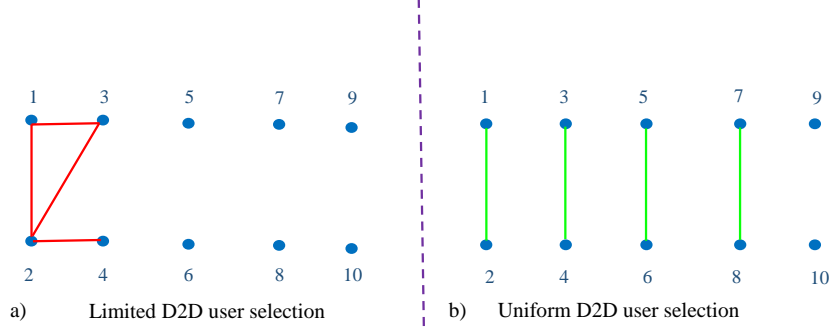 1 3 5 7 9
2 4 6 8 10
a) Limited D2D user selection
1 3 5 7 9
2 4 6 8 10
b) Uniform D2D user selection